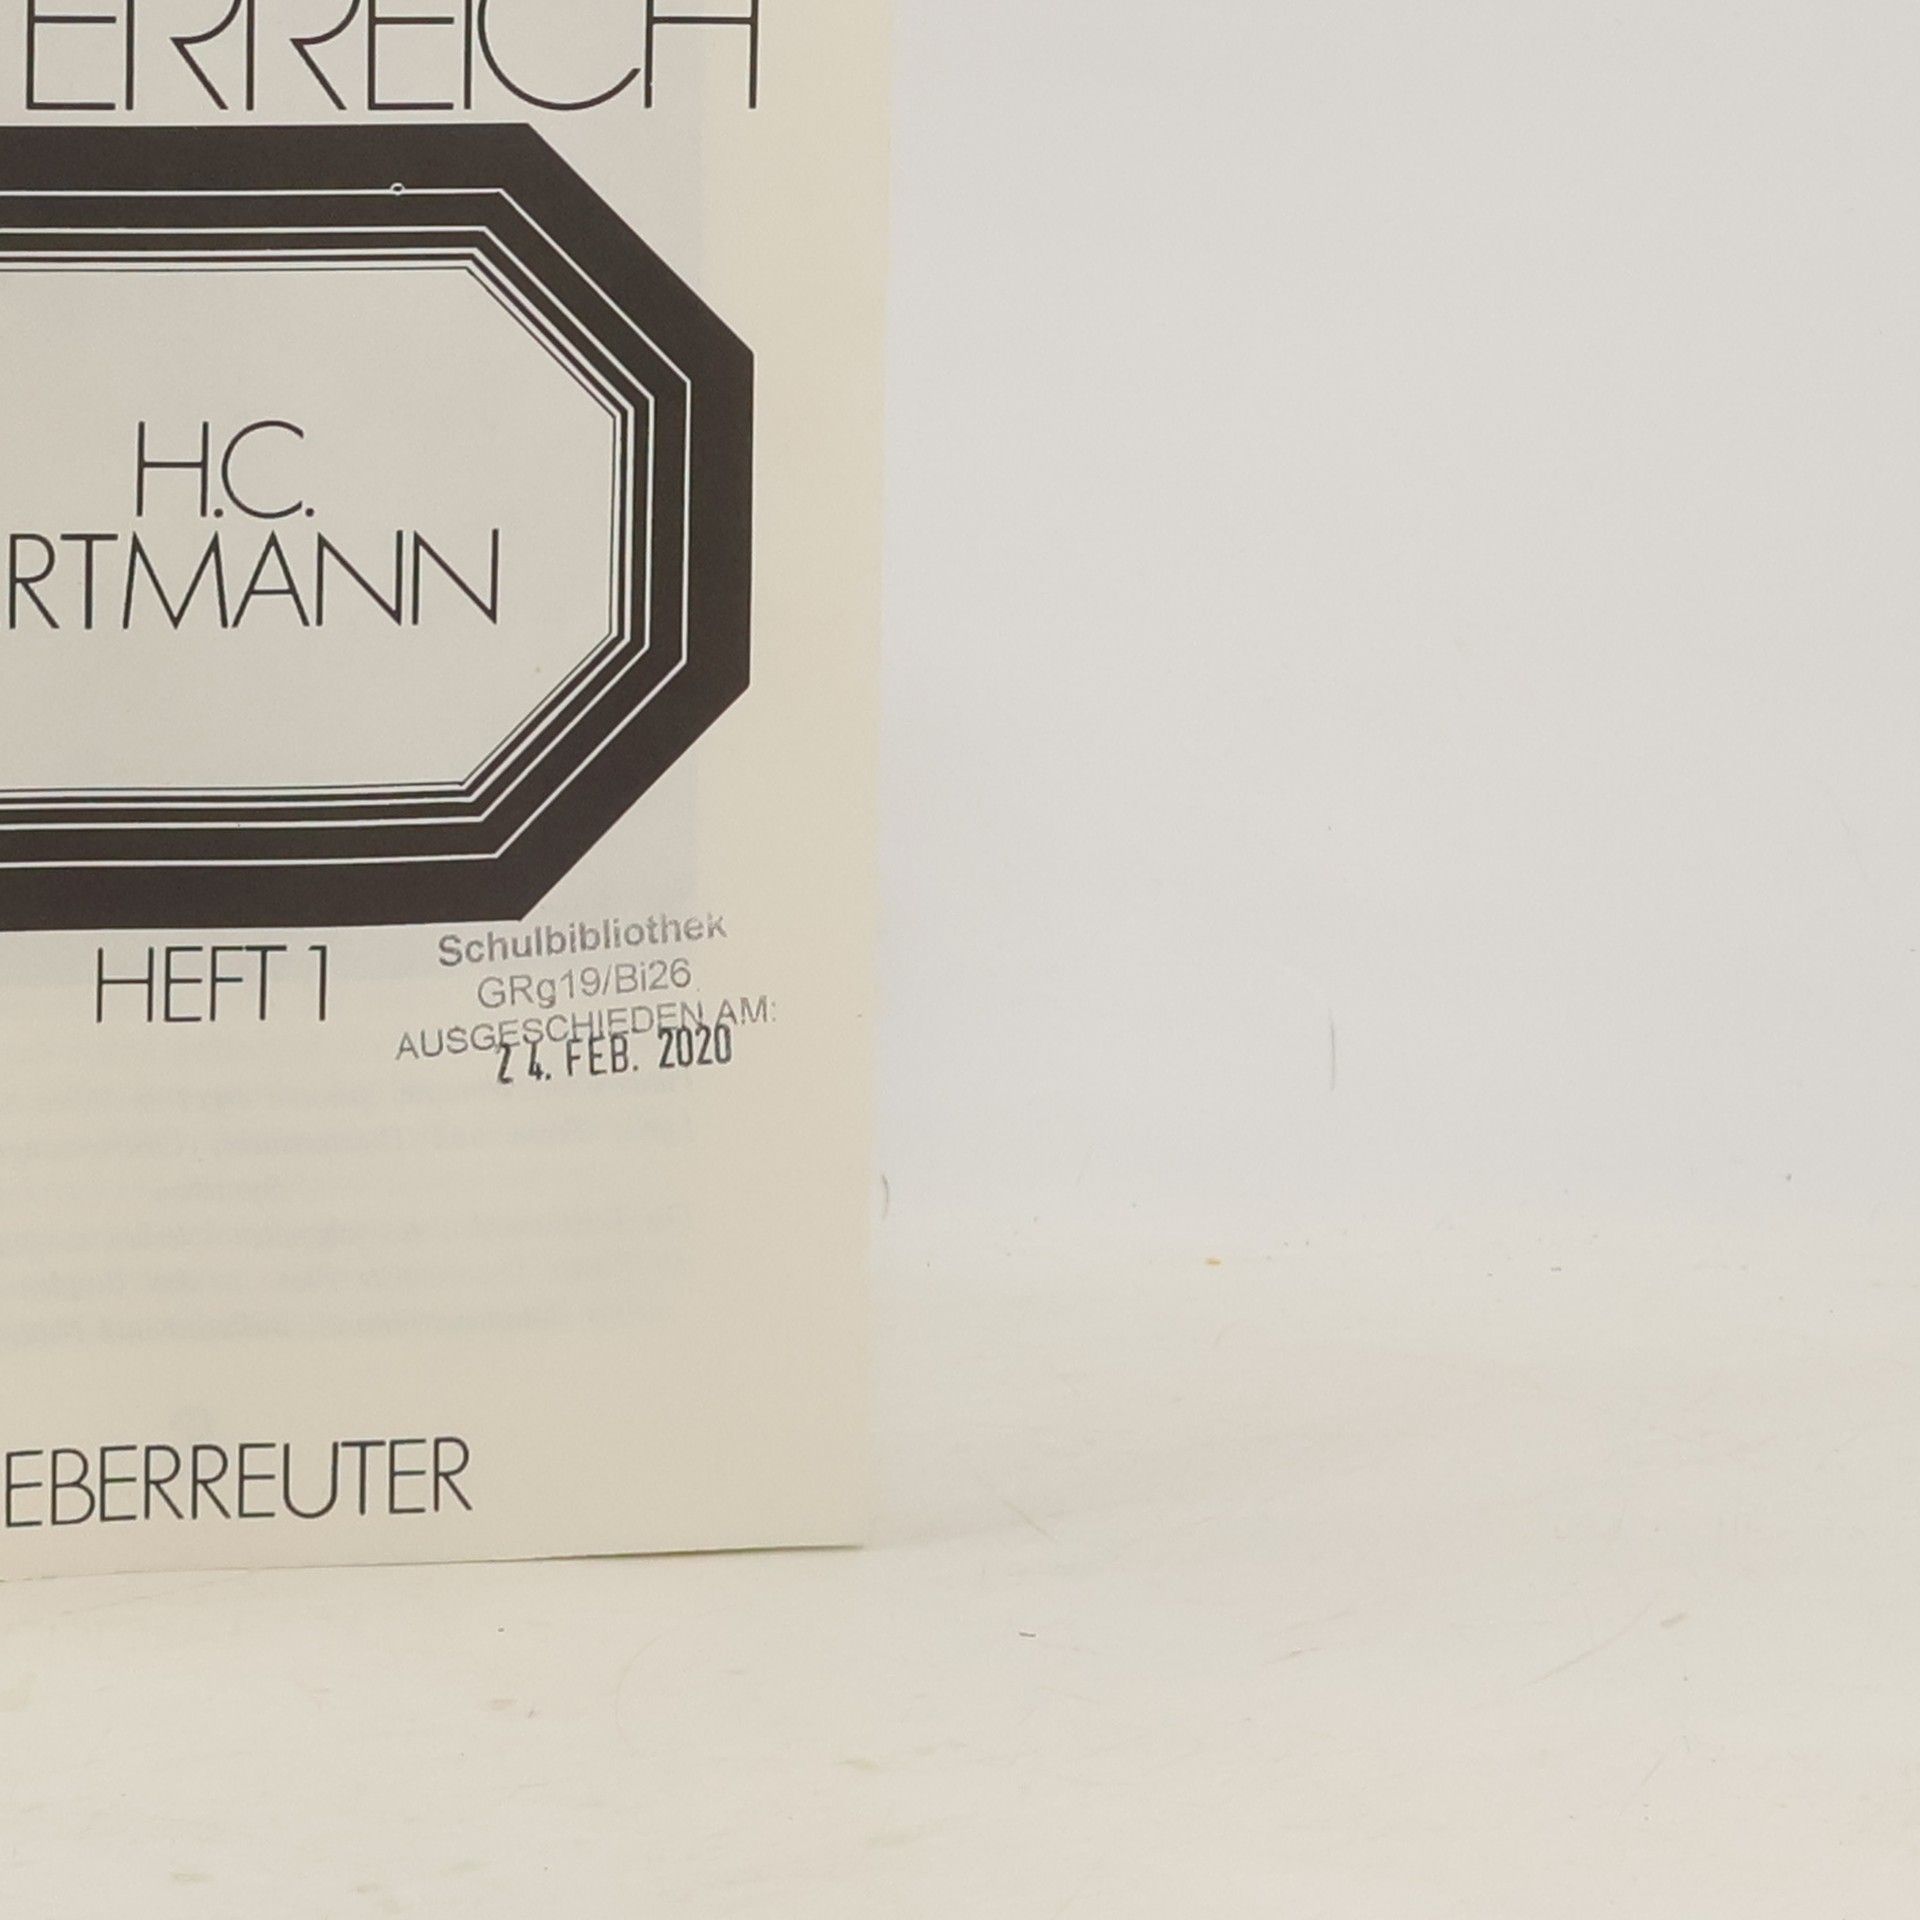 ERREICH
H.C.
RTMANN
HEFT 1
Schulbibliothek
GRg19/Bi26
AUSGESCHIEDEN AM:
24. FEB. 2020
EBERREUTER